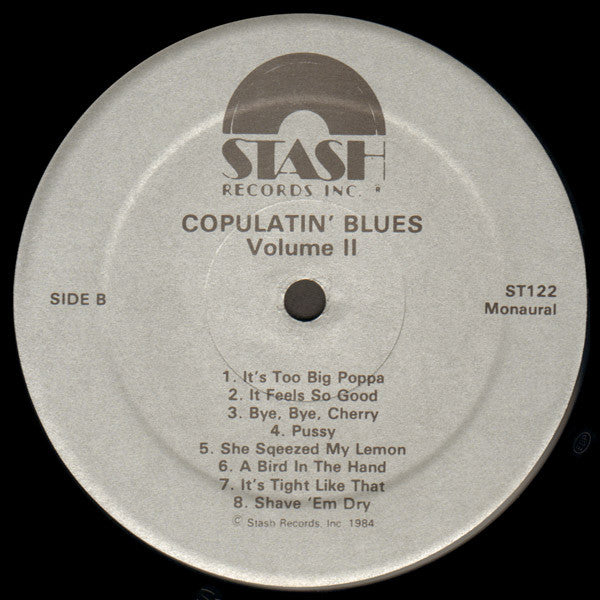 STASH
RECORDS INC. ®
COPULATIN' BLUES
Volume II
SIDE B
ST122
Monaural
1. It's Too Big Poppa
2. It Feels So Good
3. Bye, Bye, Cherry
4. Pussy
5. She Sqeezed My Lemon
6. A Bird In The Hand
7. It's Tight Like That
8. Shave 'Em Dry
© Stash Records, Inc. 1984